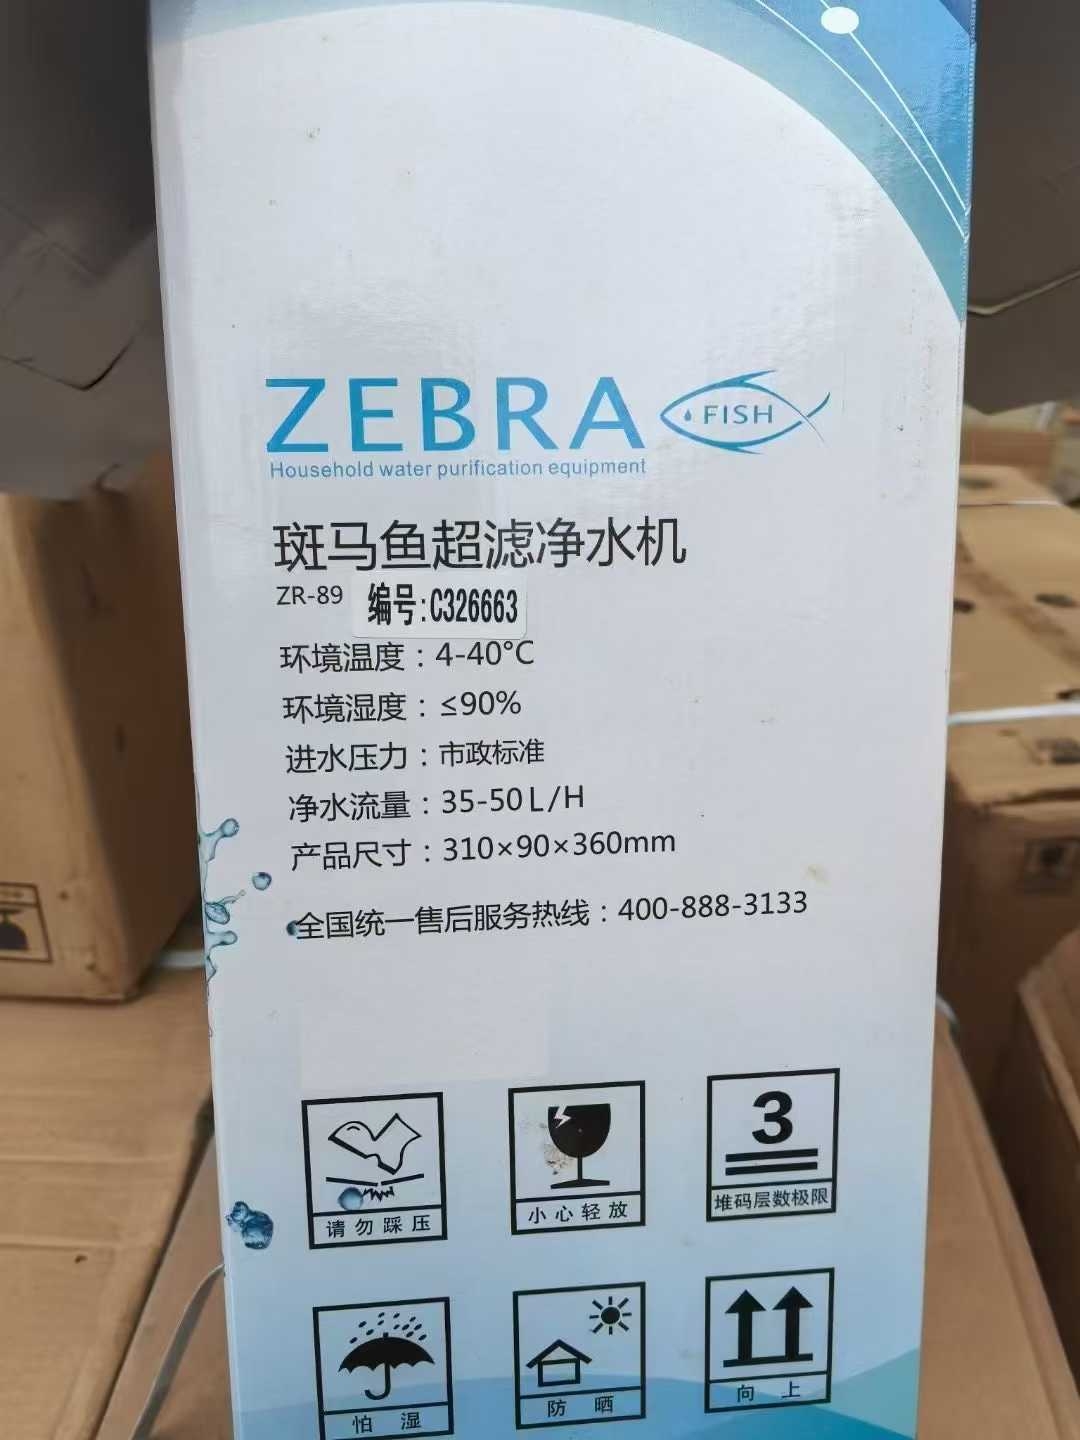 ZEBRA FISH
Household water purification equipment
斑马鱼超滤净水机
ZR-89 编号:C326663
环境温度：4-40°C
环境湿度：≤90%
进水压力：市政标准
净水流量：35-50L/H
产品尺寸：310×90×360mm
全国统一售后服务热线：400-888-3133
请勿踩压
小心轻放
3
堆码层数极限
怕湿
防晒
向上